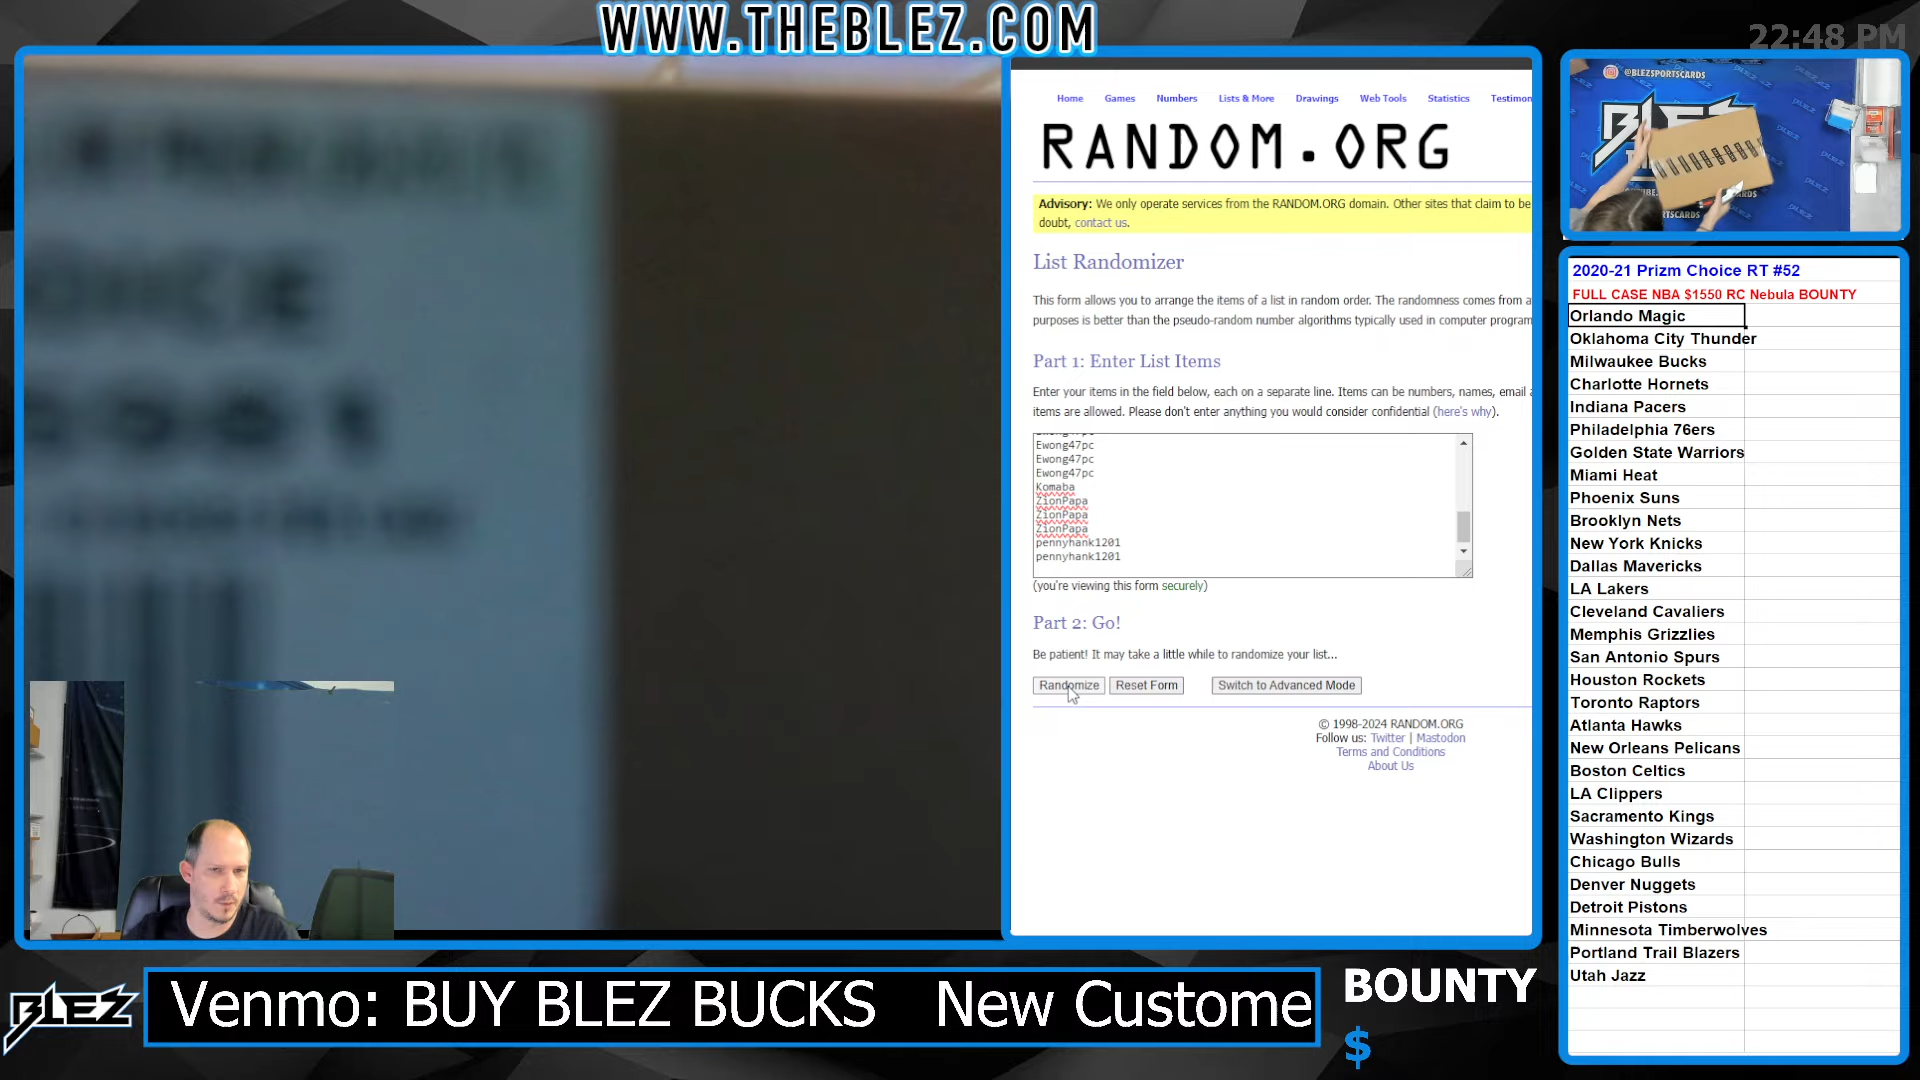 WWW.THEBLEZ.COM
22:48 PM
Home Games Numbers Lists & More Drawings Web Tools Statistics Testimon
RANDOM.ORG
Advisory: We only operate services from the RANDOM.ORG domain. Other sites that claim to be
doubt, contact us.
List Randomizer
This form allows you to arrange the items of a list in random order. The randomness comes from a
purposes is better than the pseudo-random number algorithms typically used in computer program
Part 1: Enter List Items
Enter your items in the field below, each on a separate line. Items can be numbers, names, email a
items are allowed. Please don't enter anything you would consider confidential (here's why).
Ewong47pc
Ewong47pc
Ewong47pc
Ewong47pc
Komaba
ZionPapa
ZionPapa
ZionPapa
pennyhank1201
pennyhank1201
(you're viewing this form securely)
Part 2: Go!
Be patient! It may take a little while to randomize your list...
Randomize Reset Form Switch to Advanced Mode
© 1998-2024 RANDOM.ORG
Follow us: Twitter | Mastodon
Terms and Conditions
About Us
@BLEZSPORTSCARDS
BLEZ
2020-21 Prizm Choice RT #52
FULL CASE NBA $1550 RC Nebula BOUNTY
Orlando Magic
Oklahoma City Thunder
Milwaukee Bucks
Charlotte Hornets
Indiana Pacers
Philadelphia 76ers
Golden State Warriors
Miami Heat
Phoenix Suns
Brooklyn Nets
New York Knicks
Dallas Mavericks
LA Lakers
Cleveland Cavaliers
Memphis Grizzlies
San Antonio Spurs
Houston Rockets
Toronto Raptors
Atlanta Hawks
New Orleans Pelicans
Boston Celtics
LA Clippers
Sacramento Kings
Washington Wizards
Chicago Bulls
Denver Nuggets
Detroit Pistons
Minnesota Timberwolves
Portland Trail Blazers
Utah Jazz
BLEZ
Venmo: BUY BLEZ BUCKS New Custome
BOUNTY
$